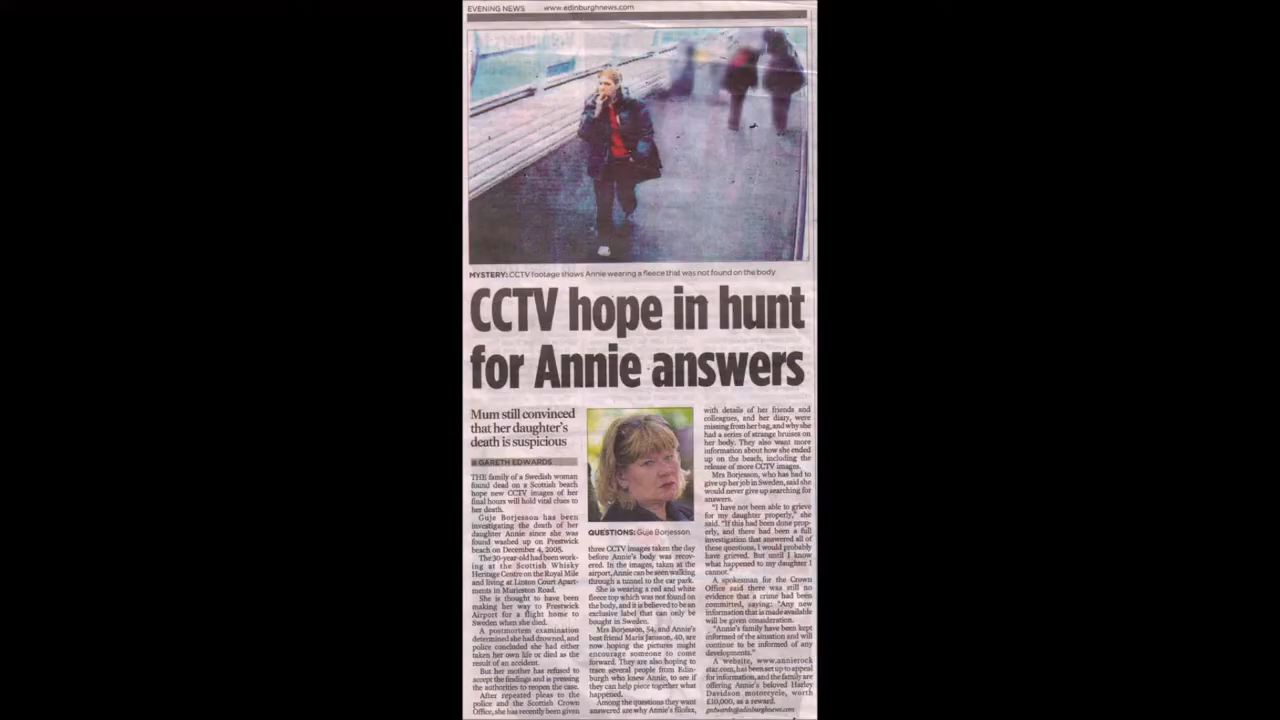 EVENING NEWS www.edinburghnews.com
MYSTERY: CCTV footage shows Annie wearing a fleece that was not found on the body
CCTV hope in hunt
for Annie answers
Mum still convinced
that her daughter's
death is suspicious
GARETH EDWARDS
THE family of a Swedish woman
found dead on a Scottish beach
hope new CCTV images of her
final hours will hold vital clues to
her death.
Guje Borjesson has been
investigating the death of her
daughter Annie since she was
found washed up on Prestwick
beach on December 4, 2005.
The 30-year-old had been work-
ing at the Scottish Whisky
Heritage Centre on the Royal Mile
and living at Linton Court Apart-
ments in Murieston Road.
She is thought to have been
making her way to Prestwick
Airport for a flight home to
Sweden when she died.
A postmortem examination
determined she had drowned, and
police concluded she had either
taken her own life or died as the
result of an accident.
But her mother has refused to
accept the findings and is pressing
the authorities to reopen the case.
After repeated pleas to the
police and the Scottish Crown
Office, she has recently been given
QUESTIONS: Guje Borjesson
three CCTV images taken the day
before Annie's body was recov-
ered. In the images, taken at the
airport, Annie can be seen walking
through a tunnel to the car park.
She is wearing a red and white
fleece top which was not found on
the body, and it is believed to be an
exclusive label that can only be
bought in Sweden.
Mrs Borjesson, 54, and Annie's
best friend Maria Jansson, 40, are
now hoping the pictures might
encourage someone to come
forward. They are also hoping to
trace several people from Edin-
burgh who knew Annie, to see if
they can help piece together what
happened.
Among the questions they want
answered are why Annie's filofax,
with details of her friends and
colleagues, and her diary, were
missing from her bag, and why she
had a series of strange bruises on
her body. They also want more
information about how she ended
up on the beach, including the
release of more CCTV images.
Mrs Borjesson, who has had to
give up her job in Sweden, said she
would never give up searching for
answers.
"I have not been able to grieve
for my daughter properly," she
said. "If this had been done prop-
erly, and there had been a full
investigation that answered all of
these questions, I would probably
have grieved. But until I know
what happened to my daughter I
cannot."
A spokesman for the Crown
Office said there was still no
evidence that a crime had been
committed, saying: "Any new
information that is made available
will be given consideration.
"Annie's family have been kept
informed of the situation and will
continue to be informed of any
developments."
A website, www.annierock
star.com, has been set up to appeal
for information, and the family are
offering Annie's beloved Harley
Davidson motorcycle, worth
£10,000, as a reward.
gedwards@edinburghnews.com